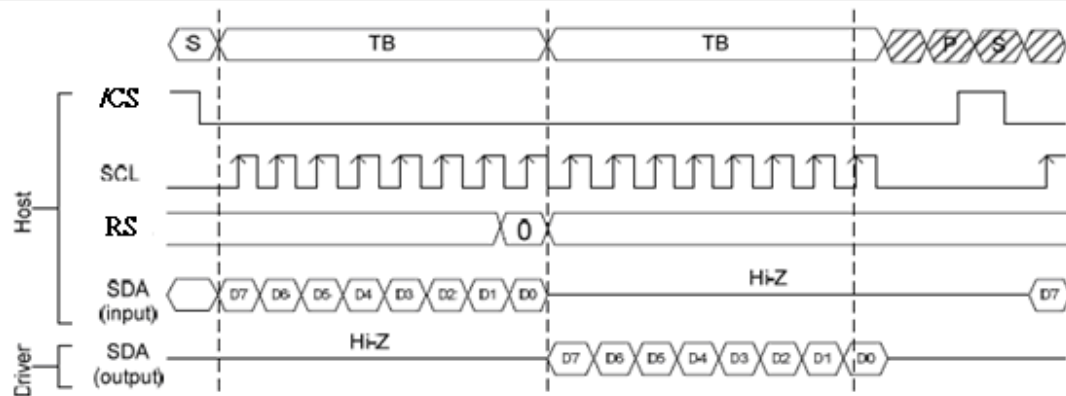 S TB TB P S
/CS
SCL
RS 0
Hi-Z
SDA (input) D7 D6 D5 D4 D3 D2 D1 D0 D7
Hi-Z
SDA (output) D7 D6 D5 D4 D3 D2 D1 D0
Host
Driver